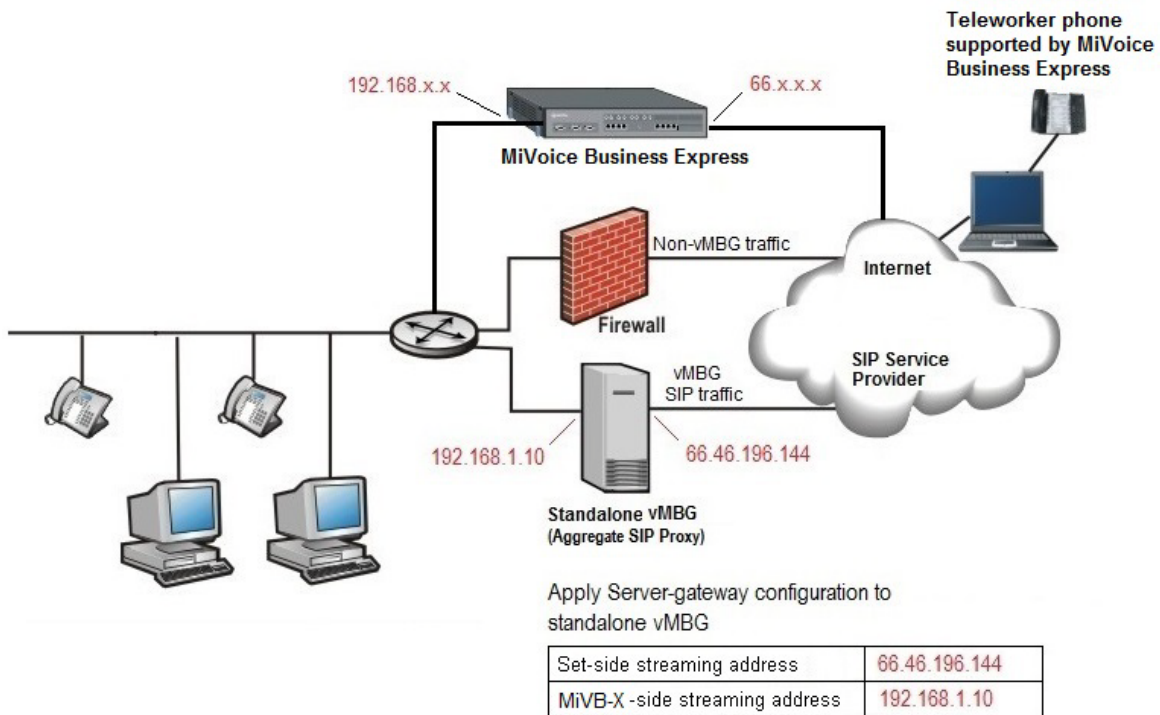 Teleworker phone
supported by MiVoice
Business Express
192.168.x.x
66.x.x.x
MiVoice Business Express
Non-vMBG traffic
Internet
Firewall
SIP Service
Provider
vMBG
SIP traffic
192.168.1.10
66.46.196.144
Standalone vMBG
(Aggregate SIP Proxy)
Apply Server-gateway configuration to
standalone vMBG
Set-side streaming address 66.46.196.144
MiVB-X -side streaming address 192.168.1.10